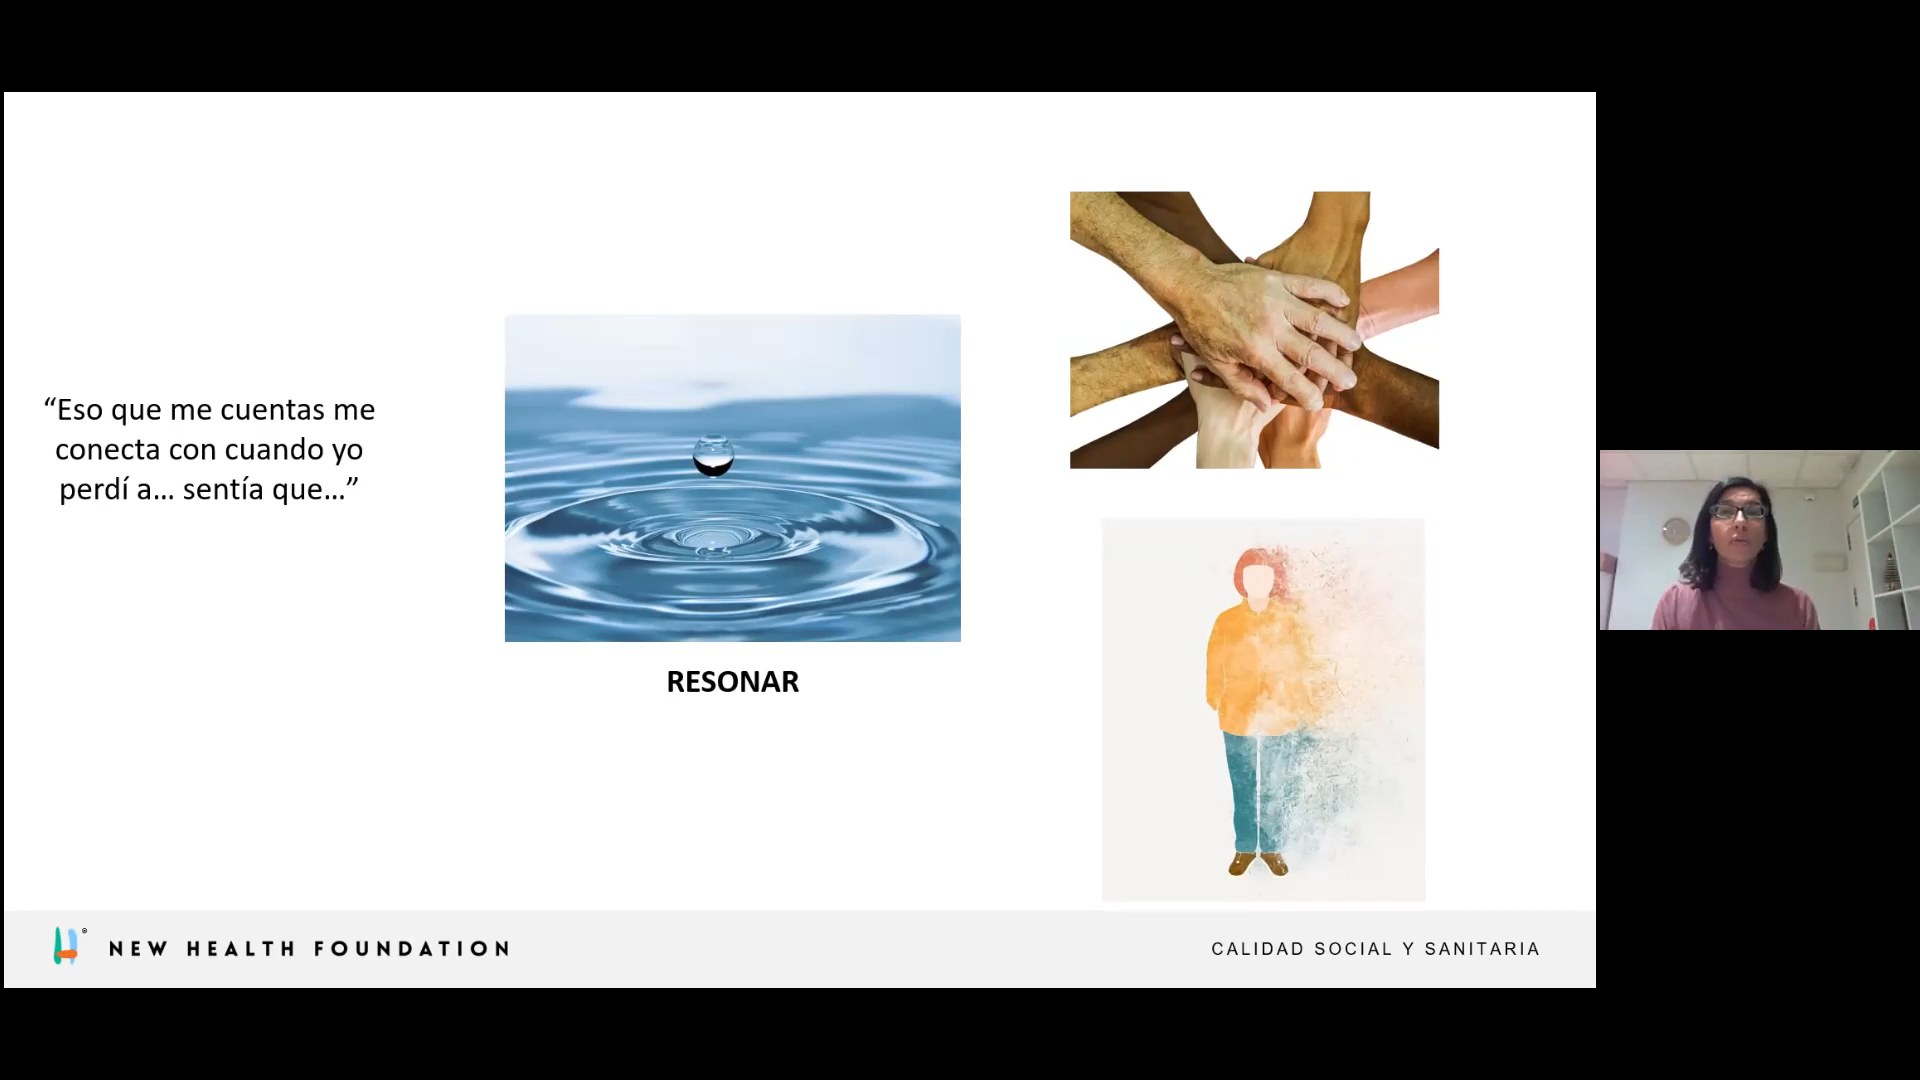 “Eso que me cuentas me
conecta con cuando yo
perdí a... sentía que...”
RESONAR
NEW HEALTH FOUNDATION
CALIDAD SOCIAL Y SANITARIA